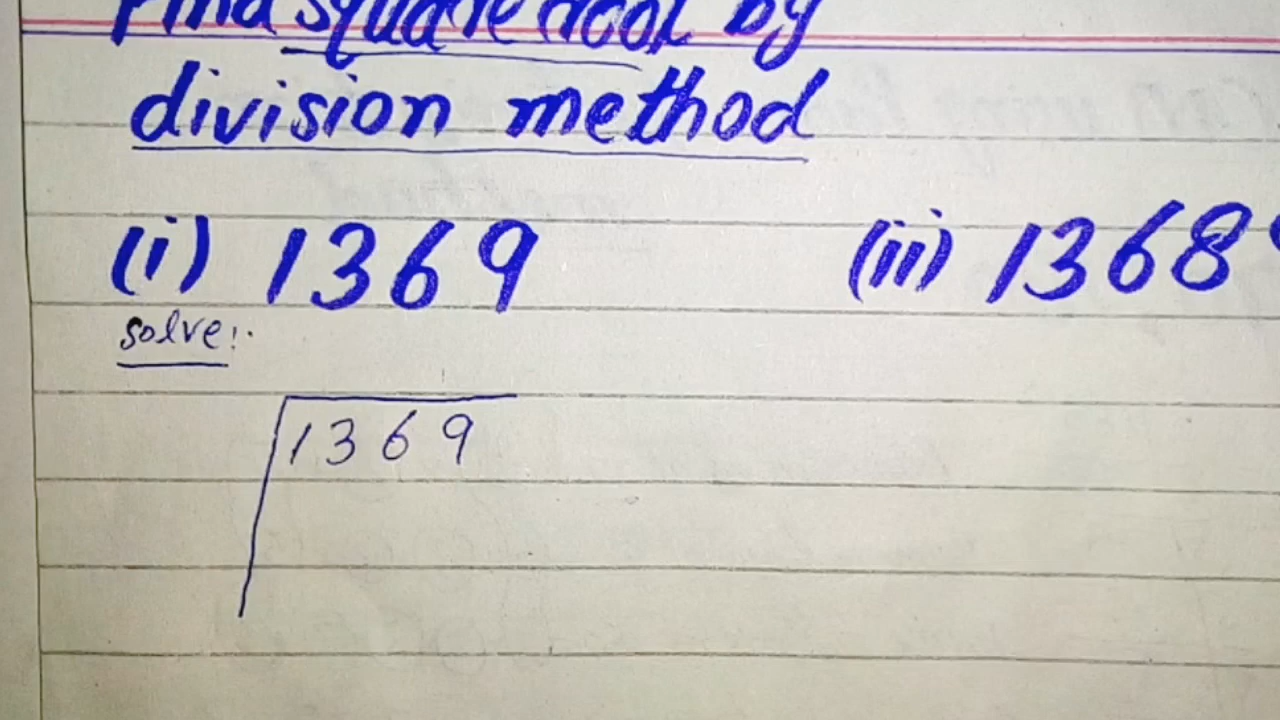 Find square root by
division method
(i) 1369
(ii) 1368
solve:.
1369